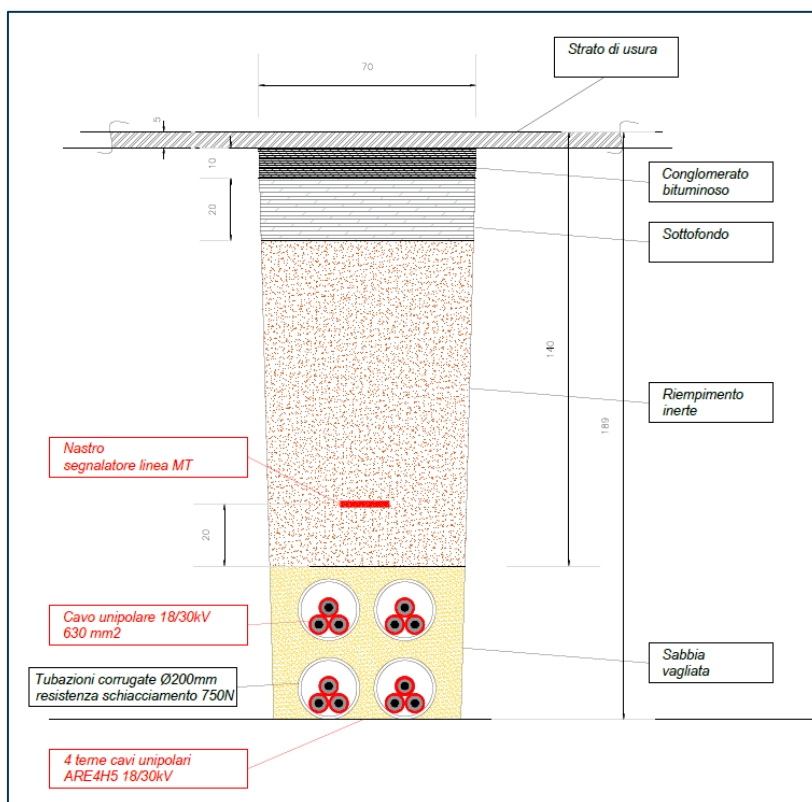 Strato di usura
70
5
10
Conglomerato
bituminoso
20
Sottofondo
140
189
Riempimento
inerte
Nastro
segnalatore linea MT
20
Cavo unipolare 18/30kV
630 mm2
Sabbia
vagliata
Tubazioni corrugate Ø200mm
resistenza schiacciamento 750N
4 terne cavi unipolari
ARE4H5 18/30kV